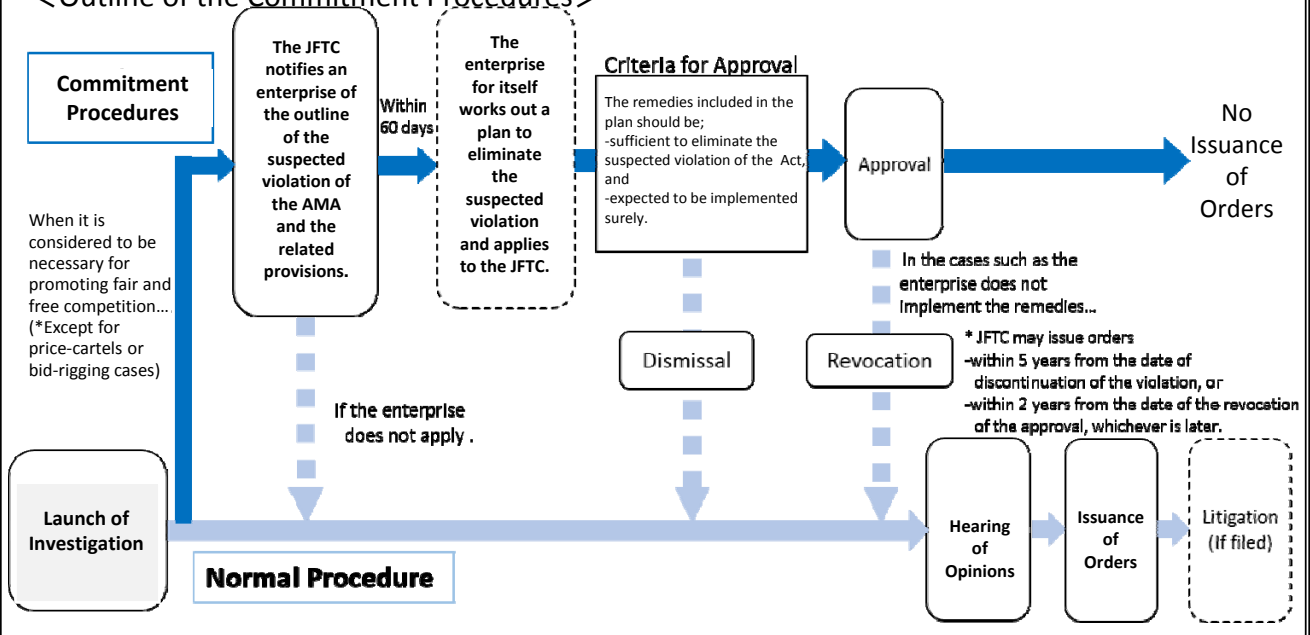 <Outline of the Commitment Procedures>
Commitment
Procedures
When it is
considered to be
necessary for
promoting fair and
free competition…
(*Except for
price-cartels or
bid-rigging cases)
The JFTC
notifies an
enterprise of
the outline
of the
suspected
violation of
the AMA
and the
related
provisions.
Within
60 days
The
enterprise
for itself
works out a
plan to
eliminate
the
suspected
violation
and applies
to the JFTC.
Criteria for Approval
The remedies included in the
plan should be;
-sufficient to eliminate the
suspected violation of the Act,
and
-expected to be implemented
surely.
Approval
No
Issuance
of
Orders
If the enterprise
does not apply .
Dismissal
In the cases such as the
enterprise does not
implement the remedies…
Revocation
* JFTC may issue orders
-within 5 years from the date of
discontinuation of the violation, or
-within 2 years from the date of the revocation
of the approval, whichever is later.
Launch of
Investigation
Normal Procedure
Hearing
of
Opinions
Issuance
of
Orders
Litigation
(If filed)